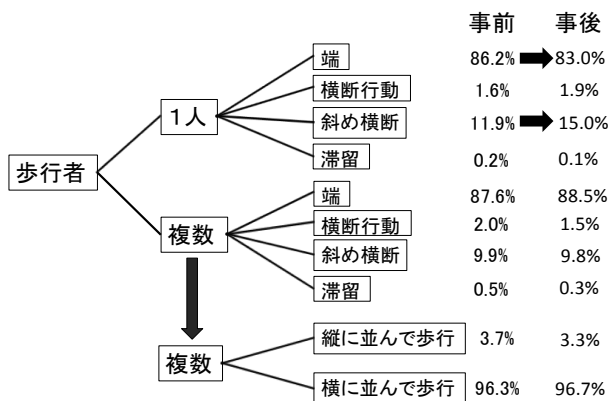 事前 事後
端 86.2% 83.0%
横断行動 1.6% 1.9%
1人
斜め横断 11.9% 15.0%
滞留 0.2% 0.1%
歩行者
端 87.6% 88.5%
横断行動 2.0% 1.5%
複数
斜め横断 9.9% 9.8%
滞留 0.5% 0.3%
縦に並んで歩行 3.7% 3.3%
複数
横に並んで歩行 96.3% 96.7%